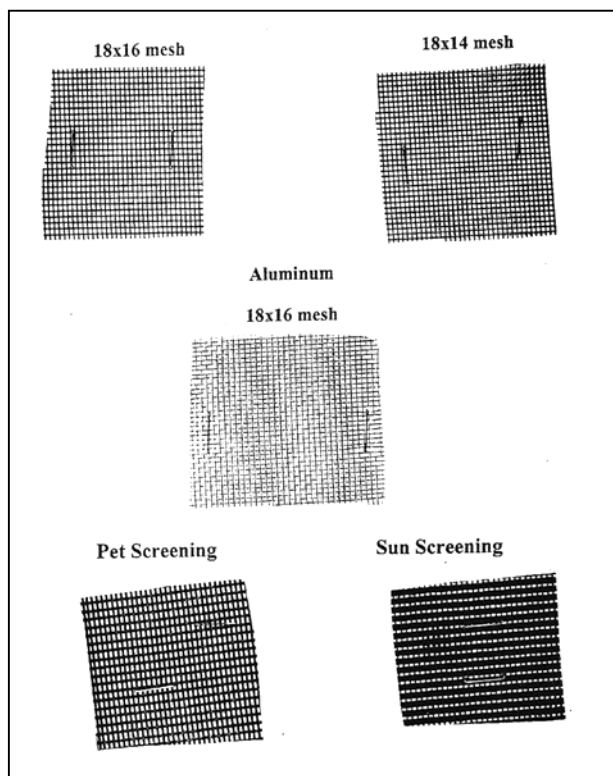 18x16 mesh
18x14 mesh
Aluminum
18x16 mesh
Pet Screening
Sun Screening